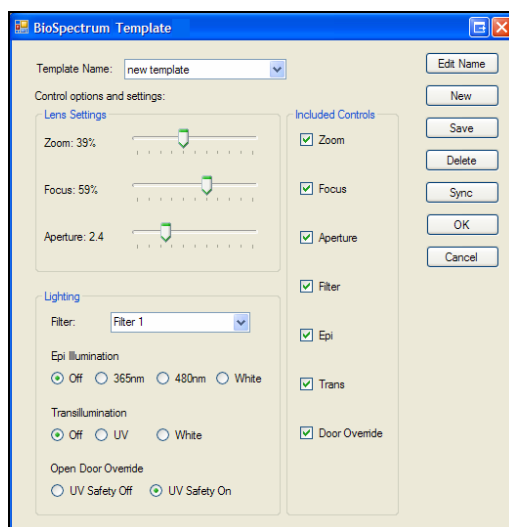 BioSpectrum Template
Template Name: new template
Edit Name
New
Save
Delete
Sync
OK
Cancel
Control options and settings:
Lens Settings
Zoom: 39%
Focus: 59%
Aperture: 2.4
Included Controls
Zoom
Focus
Aperture
Filter
Epi
Trans
Door Override
Lighting
Filter: Filter 1
Epi Illumination
Off 365nm 480nm White
Transillumination
Off UV White
Open Door Override
UV Safety Off UV Safety On